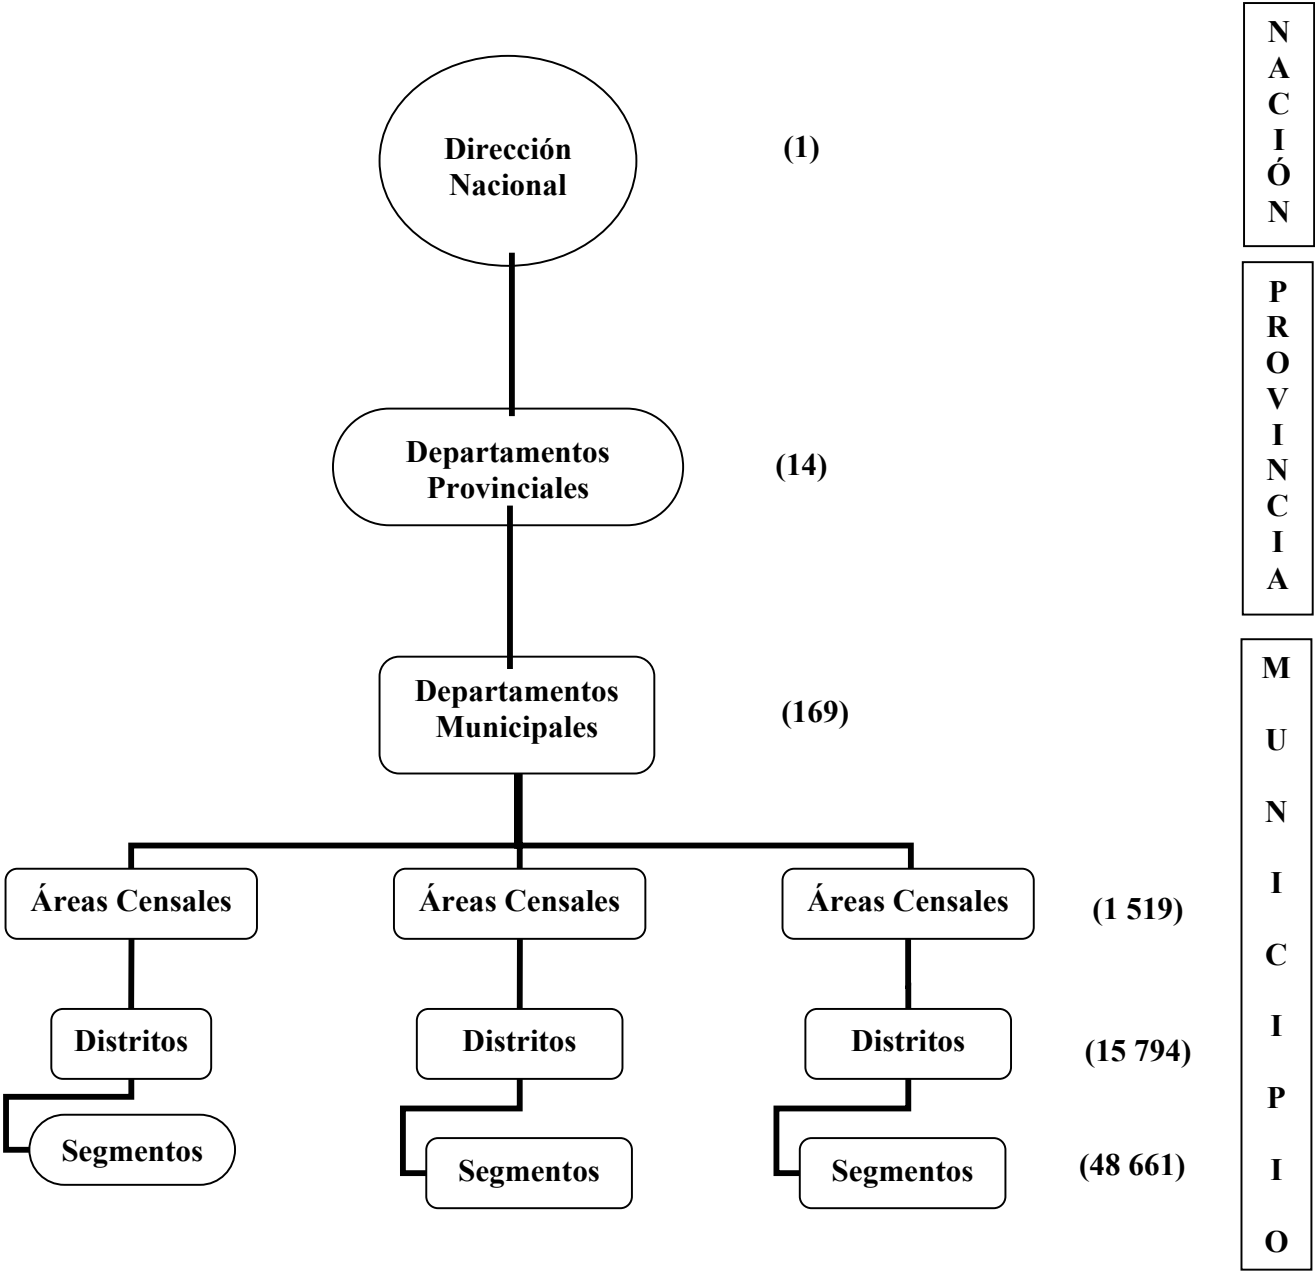 Dirección
Nacional
(1)
NACIÓN
Departamentos
Provinciales
(14)
PROVINCIA
Departamentos
Municipales
(169)
MUNICIPIO
Áreas Censales
Áreas Censales
Áreas Censales
(1 519)
Distritos
Distritos
Distritos
(15 794)
Segmentos
Segmentos
Segmentos
(48 661)